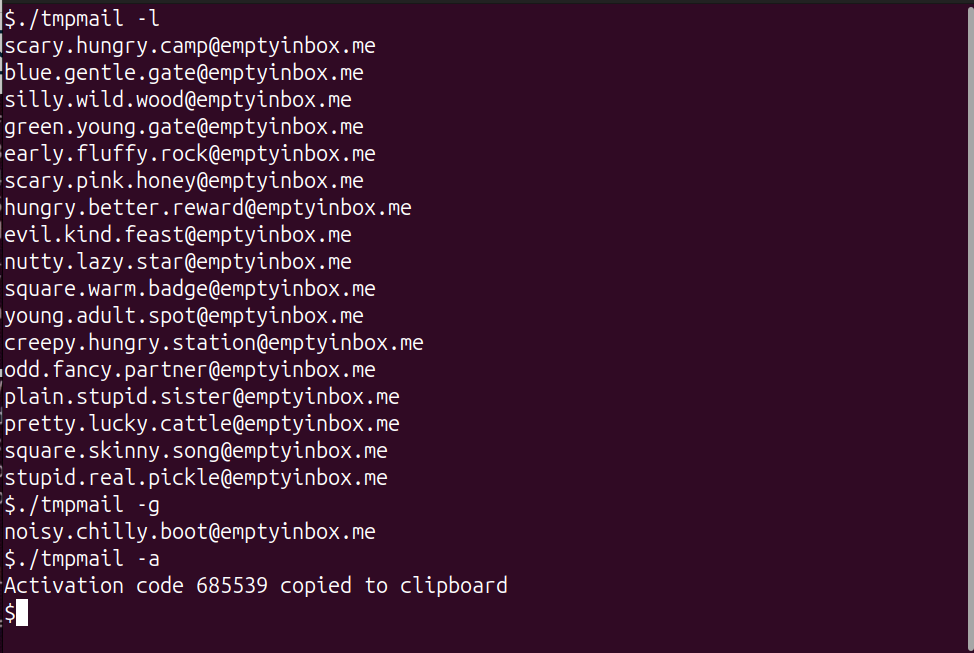 $./tmpmail -l
scary.hungry.camp@emptyinbox.me
blue.gentle.gate@emptyinbox.me
silly.wild.wood@emptyinbox.me
green.young.gate@emptyinbox.me
early.fluffy.rock@emptyinbox.me
scary.pink.honey@emptyinbox.me
hungry.better.reward@emptyinbox.me
evil.kind.feast@emptyinbox.me
nutty.lazy.star@emptyinbox.me
square.warm.badge@emptyinbox.me
young.adult.spot@emptyinbox.me
creepy.hungry.station@emptyinbox.me
odd.fancy.partner@emptyinbox.me
plain.stupid.sister@emptyinbox.me
pretty.lucky.cattle@emptyinbox.me
square.skinny.song@emptyinbox.me
stupid.real.pickle@emptyinbox.me
$./tmpmail -g
noisy.chilly.boot@emptyinbox.me
$./tmpmail -a
Activation code 685539 copied to clipboard
$